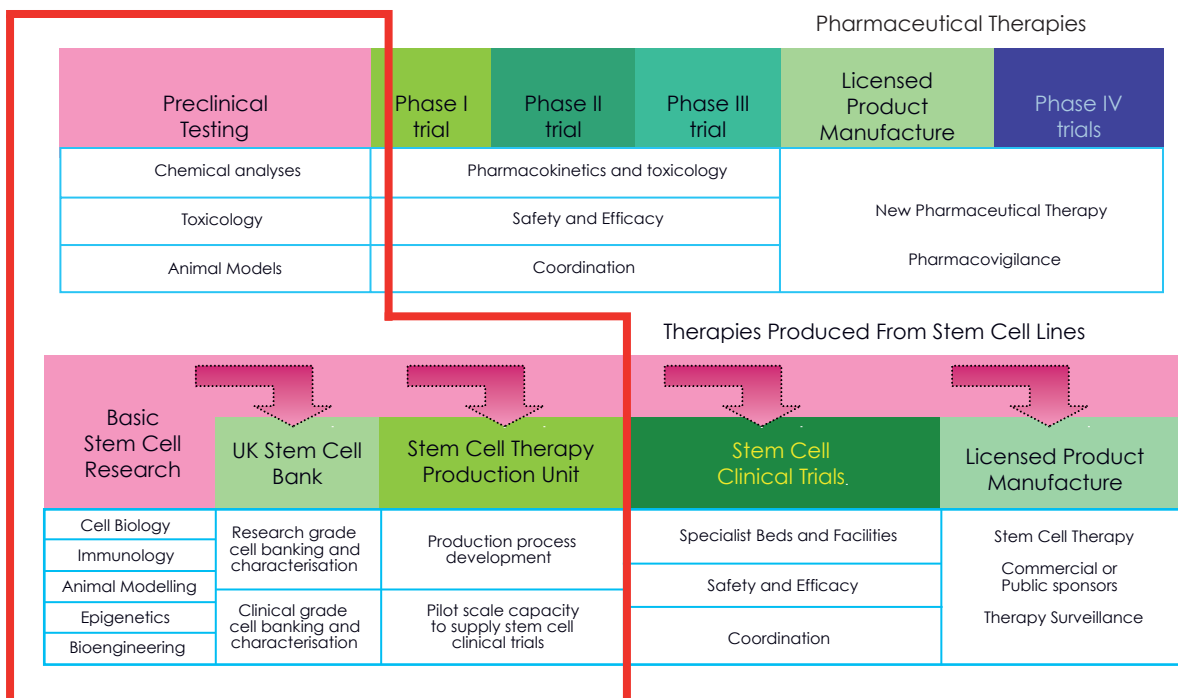 Pharmaceutical Therapies
Preclinical
Testing
Phase I
trial
Phase II
trial
Phase III
trial
Licensed
Product
Manufacture
Phase IV
trials
Chemical analyses
Pharmacokinetics and toxicology
Toxicology
Safety and Efficacy
Animal Models
Coordination
New Pharmaceutical Therapy
Pharmacovigilance
Therapies Produced From Stem Cell Lines
Basic
Stem Cell
Research
UK Stem Cell
Bank
Stem Cell Therapy
Production Unit
Stem Cell
Clinical Trials.
Licensed Product
Manufacture
Cell Biology
Immunology
Animal Modelling
Epigenetics
Bioengineering
Research grade
cell banking and
characterisation
Clinical grade
cell banking and
characterisation
Production process
development
Pilot scale capacity
to supply stem cell
clinical trials
Specialist Beds and Facilities
Safety and Efficacy
Coordination
Stem Cell Therapy
Commercial or
Public sponsors
Therapy Surveillance